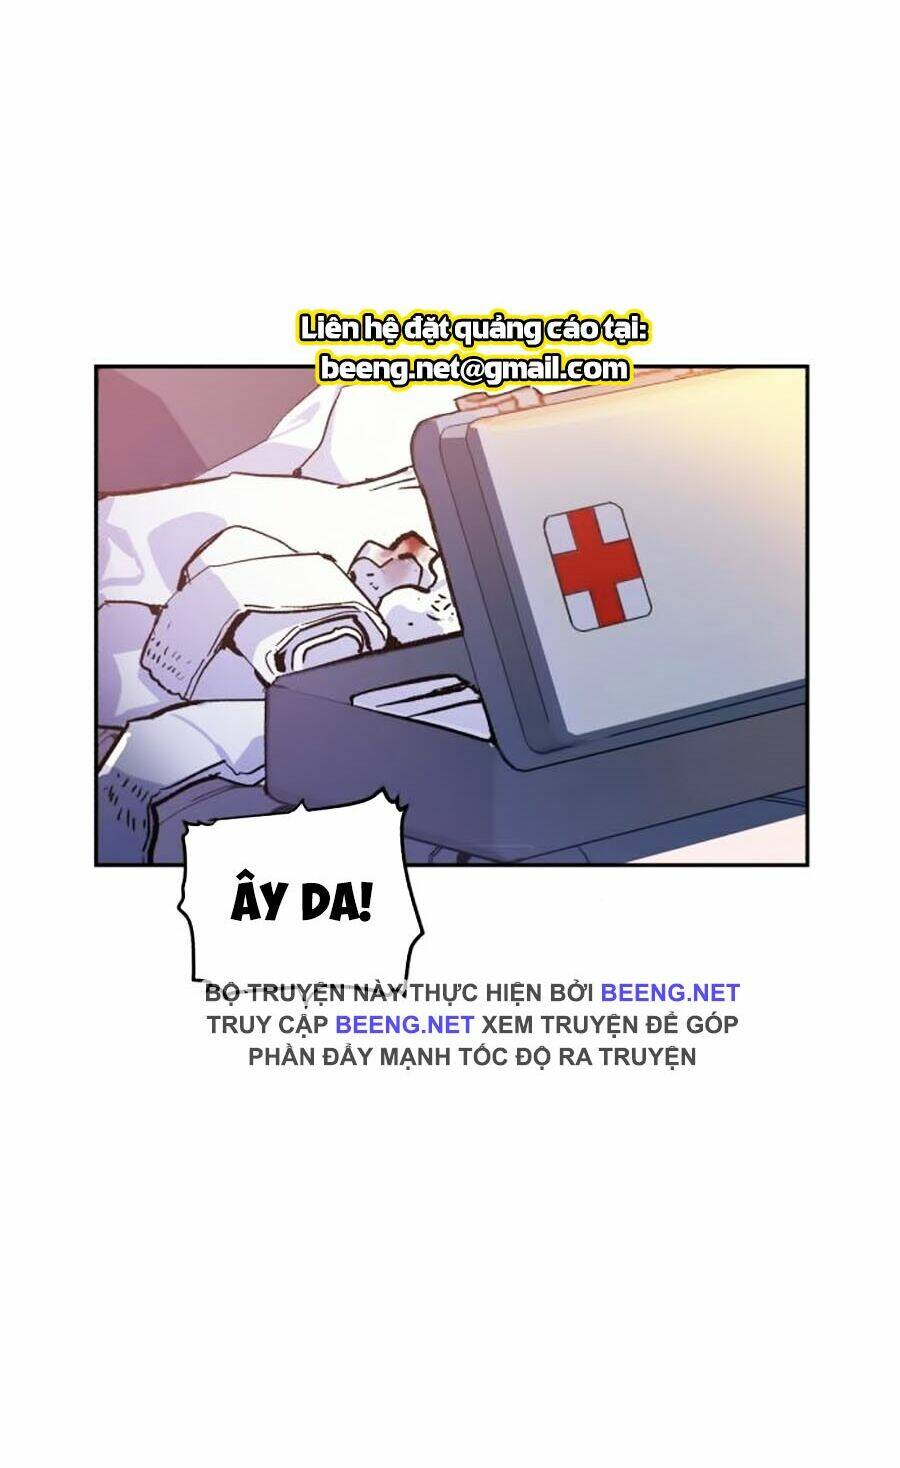 Liên hệ đặt quảng cáo tại:
beeng.net@gmail.com
ÂY DA!
BỘ TRUYỆN NÀY THỰC HIỆN BỞI BEENG.NET
TRUY CẬP BEENG.NET XEM TRUYỆN ĐỂ GÓP
PHẦN ĐẨY MẠNH TỐC ĐỘ RA TRUYỆN